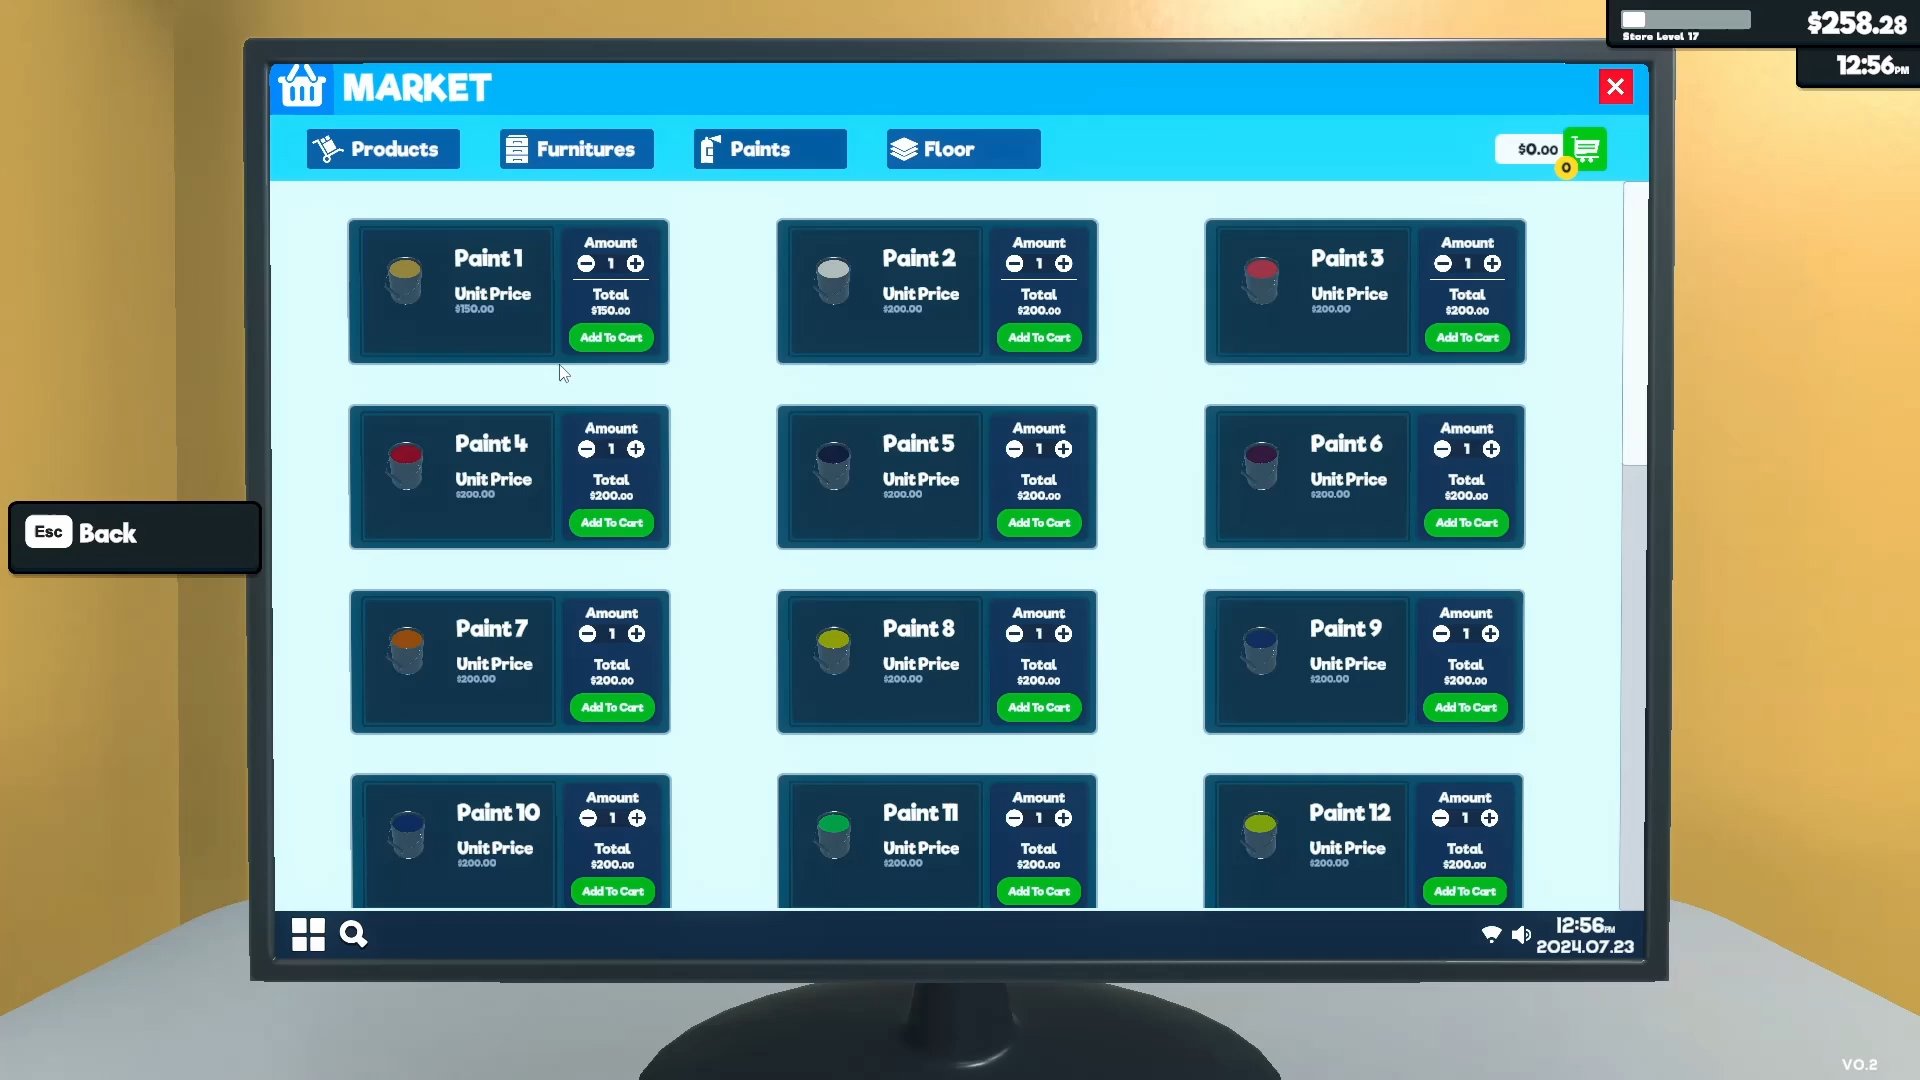 $258.28
Store Level 17
12:56PM
MARKET
Products
Furnitures
Paints
Floor
$0.00
0
Paint 1
Unit Price
$150.00
Amount
1
Total
$150.00
Add To Cart
Paint 2
Unit Price
$200.00
Amount
1
Total
$200.00
Add To Cart
Paint 3
Unit Price
$200.00
Amount
1
Total
$200.00
Add To Cart
Paint 4
Unit Price
$200.00
Amount
1
Total
$200.00
Add To Cart
Paint 5
Unit Price
$200.00
Amount
1
Total
$200.00
Add To Cart
Paint 6
Unit Price
$200.00
Amount
1
Total
$200.00
Add To Cart
Esc Back
Paint 7
Unit Price
$200.00
Amount
1
Total
$200.00
Add To Cart
Paint 8
Unit Price
$200.00
Amount
1
Total
$200.00
Add To Cart
Paint 9
Unit Price
$200.00
Amount
1
Total
$200.00
Add To Cart
Paint 10
Unit Price
$200.00
Amount
1
Total
$200.00
Add To Cart
Paint 11
Unit Price
$200.00
Amount
1
Total
$200.00
Add To Cart
Paint 12
Unit Price
$200.00
Amount
1
Total
$200.00
Add To Cart
12:56PM
2024.07.23
V0.2